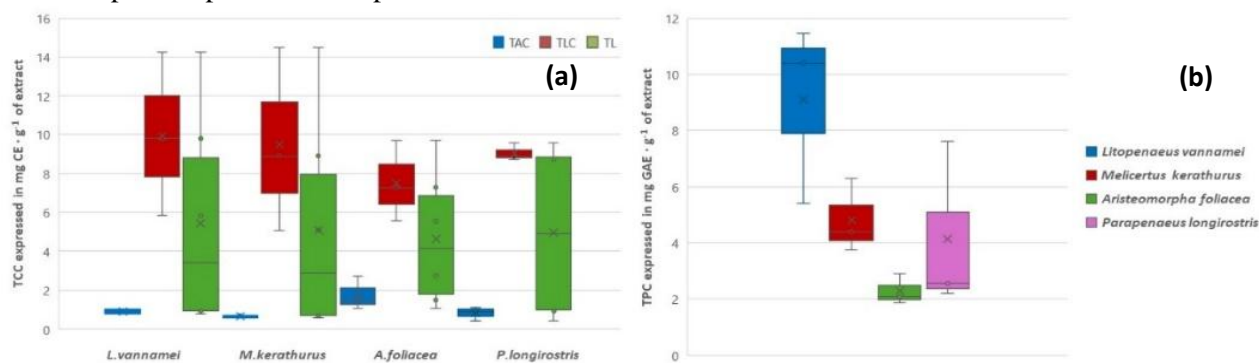 16
14
12
10
8
6
4
2
0
TCC expressed in mg CE · g⁻¹ of extract
TAC TLC TL
(a)
L.vannamei M.kerathurus A.foliacea P.longirostris
12
10
8
6
4
2
0
TPC expressed in mg GAE · g⁻¹ of extract
(b)
Litopenaeus vannamei
Melicertus kerathurus
Aristeomorpha foliacea
Parapenaeus longirostris